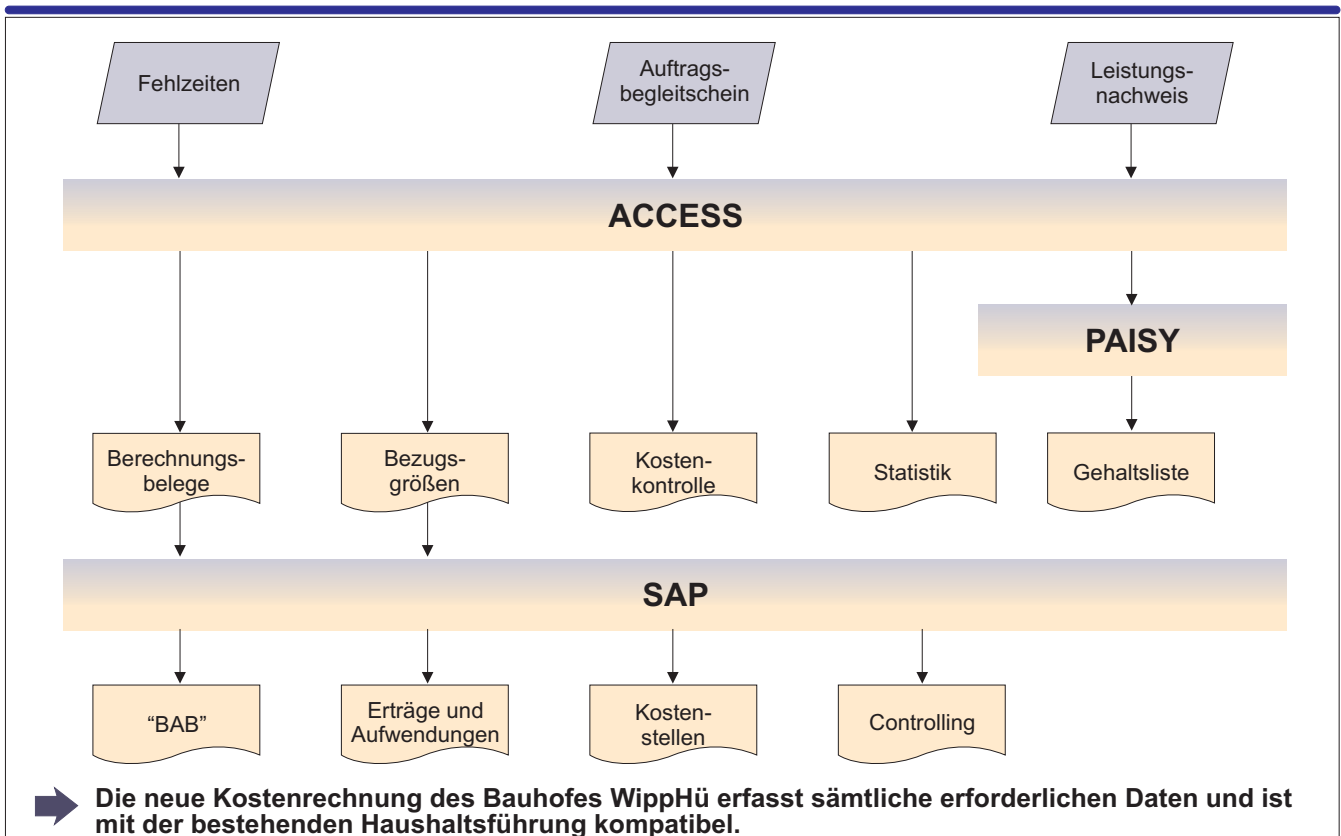 Fehlzeiten
Auftrags-
begleitschein
Leistungs-
nachweis
ACCESS
PAISY
Berechnungs-
belege
Bezugs-
größen
Kosten-
kontrolle
Statistik
Gehaltsliste
SAP
“BAB”
Erträge und
Aufwendungen
Kosten-
stellen
Controlling
Die neue Kostenrechnung des Bauhofes WippHü erfasst sämtliche erforderlichen Daten und ist
mit der bestehenden Haushaltsführung kompatibel.